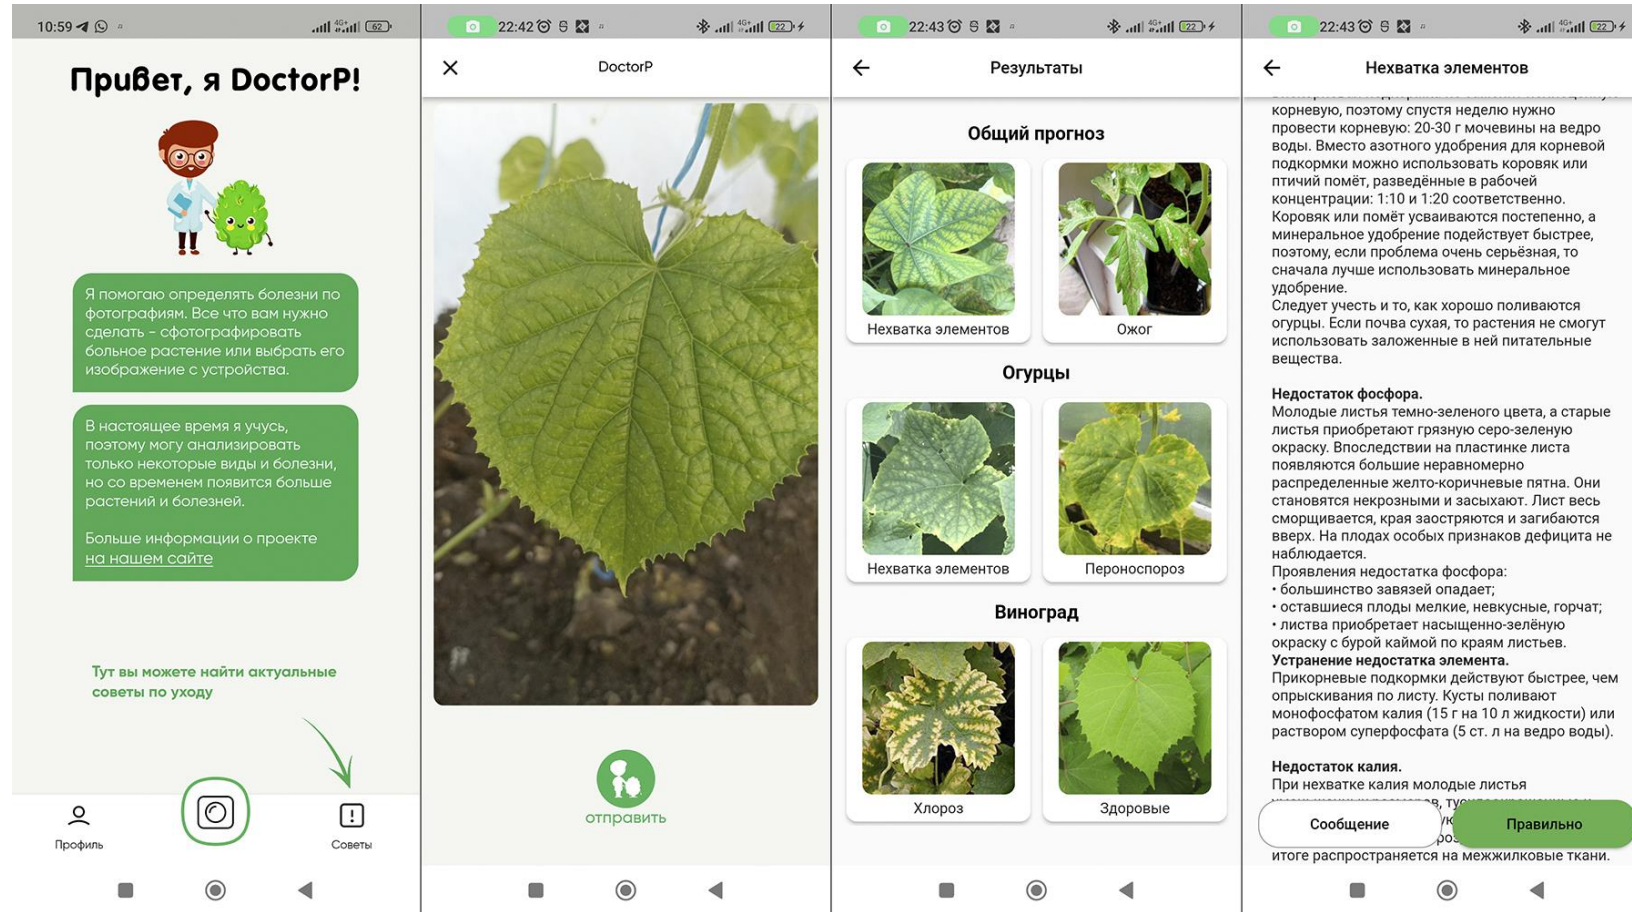 10:59
4G+
62
Привет, я DoctorP!
Я помогаю определять болезни по
фотографиям. Все что вам нужно
сделать - сфотографировать
больное растение или выбрать его
изображение с устройства.
В настоящее время я учусь,
поэтому могу анализировать
только некоторые виды и болезни,
но со временем появится больше
растений и болезней.
Больше информации о проекте
на нашем сайте
Тут вы можете найти актуальные
советы по уходу
Профиль
Советы
22:42
4G+
22
DoctorP
отправить
22:43
4G+
22
Результаты
Общий прогноз
Нехватка элементов
Ожог
Огурцы
Нехватка элементов
Пероноспороз
Виноград
Хлороз
Здоровые
22:43
4G+
22
Нехватка элементов
корневую, поэтому спустя неделю нужно
провести корневую: 20-30 г мочевины на ведро
воды. Вместо азотного удобрения для корневой
подкормки можно использовать коровяк или
птичий помёт, разведённые в рабочей
концентрации: 1:10 и 1:20 соответственно.
Коровяк или помёт усваиваются постепенно, а
минеральное удобрение подействует быстрее,
поэтому, если проблема очень серьёзная, то
сначала лучше использовать минеральное
удобрение.
Следует учесть и то, как хорошо поливаются
огурцы. Если почва сухая, то растения не смогут
использовать заложенные в ней питательные
вещества.
Недостаток фосфора.
Молодые листья темно-зеленого цвета, а старые
листья приобретают грязную серо-зеленую
окраску. Впоследствии на пластинке листа
появляются большие неравномерно
распределенные желто-коричневые пятна. Они
становятся некрозными и засыхают. Лист весь
сморщивается, края заостряются и загибаются
вверх. На плодах особых признаков дефицита не
наблюдается.
Проявления недостатка фосфора:
• большинство завязей опадает;
• оставшиеся плоды мелкие, невкусные, горчат;
• листва приобретает насыщенно-зелёную
окраску с бурой каймой по краям листьев.
Устранение недостатка элемента.
Прикорневые подкормки действуют быстрее, чем
опрыскивания по листу. Кусты поливают
монофосфатом калия (15 г на 10 л жидкости) или
раствором суперфосфата (5 ст. л на ведро воды).
Недостаток калия.
При нехватке калия молодые листья
Сообщение
Правильно
итоге распространяется на межжилковые ткани.